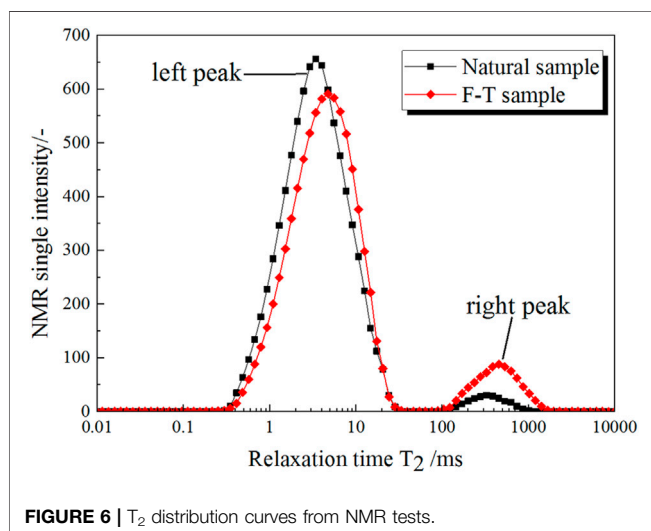 700
600
500
400
300
200
100
0
NMR single intensity/-
left peak
Natural sample
F-T sample
right peak
0.01 0.1 1 10 100 1000 10000
Relaxation time T₂ /ms
FIGURE 6 | T₂ distribution curves from NMR tests.